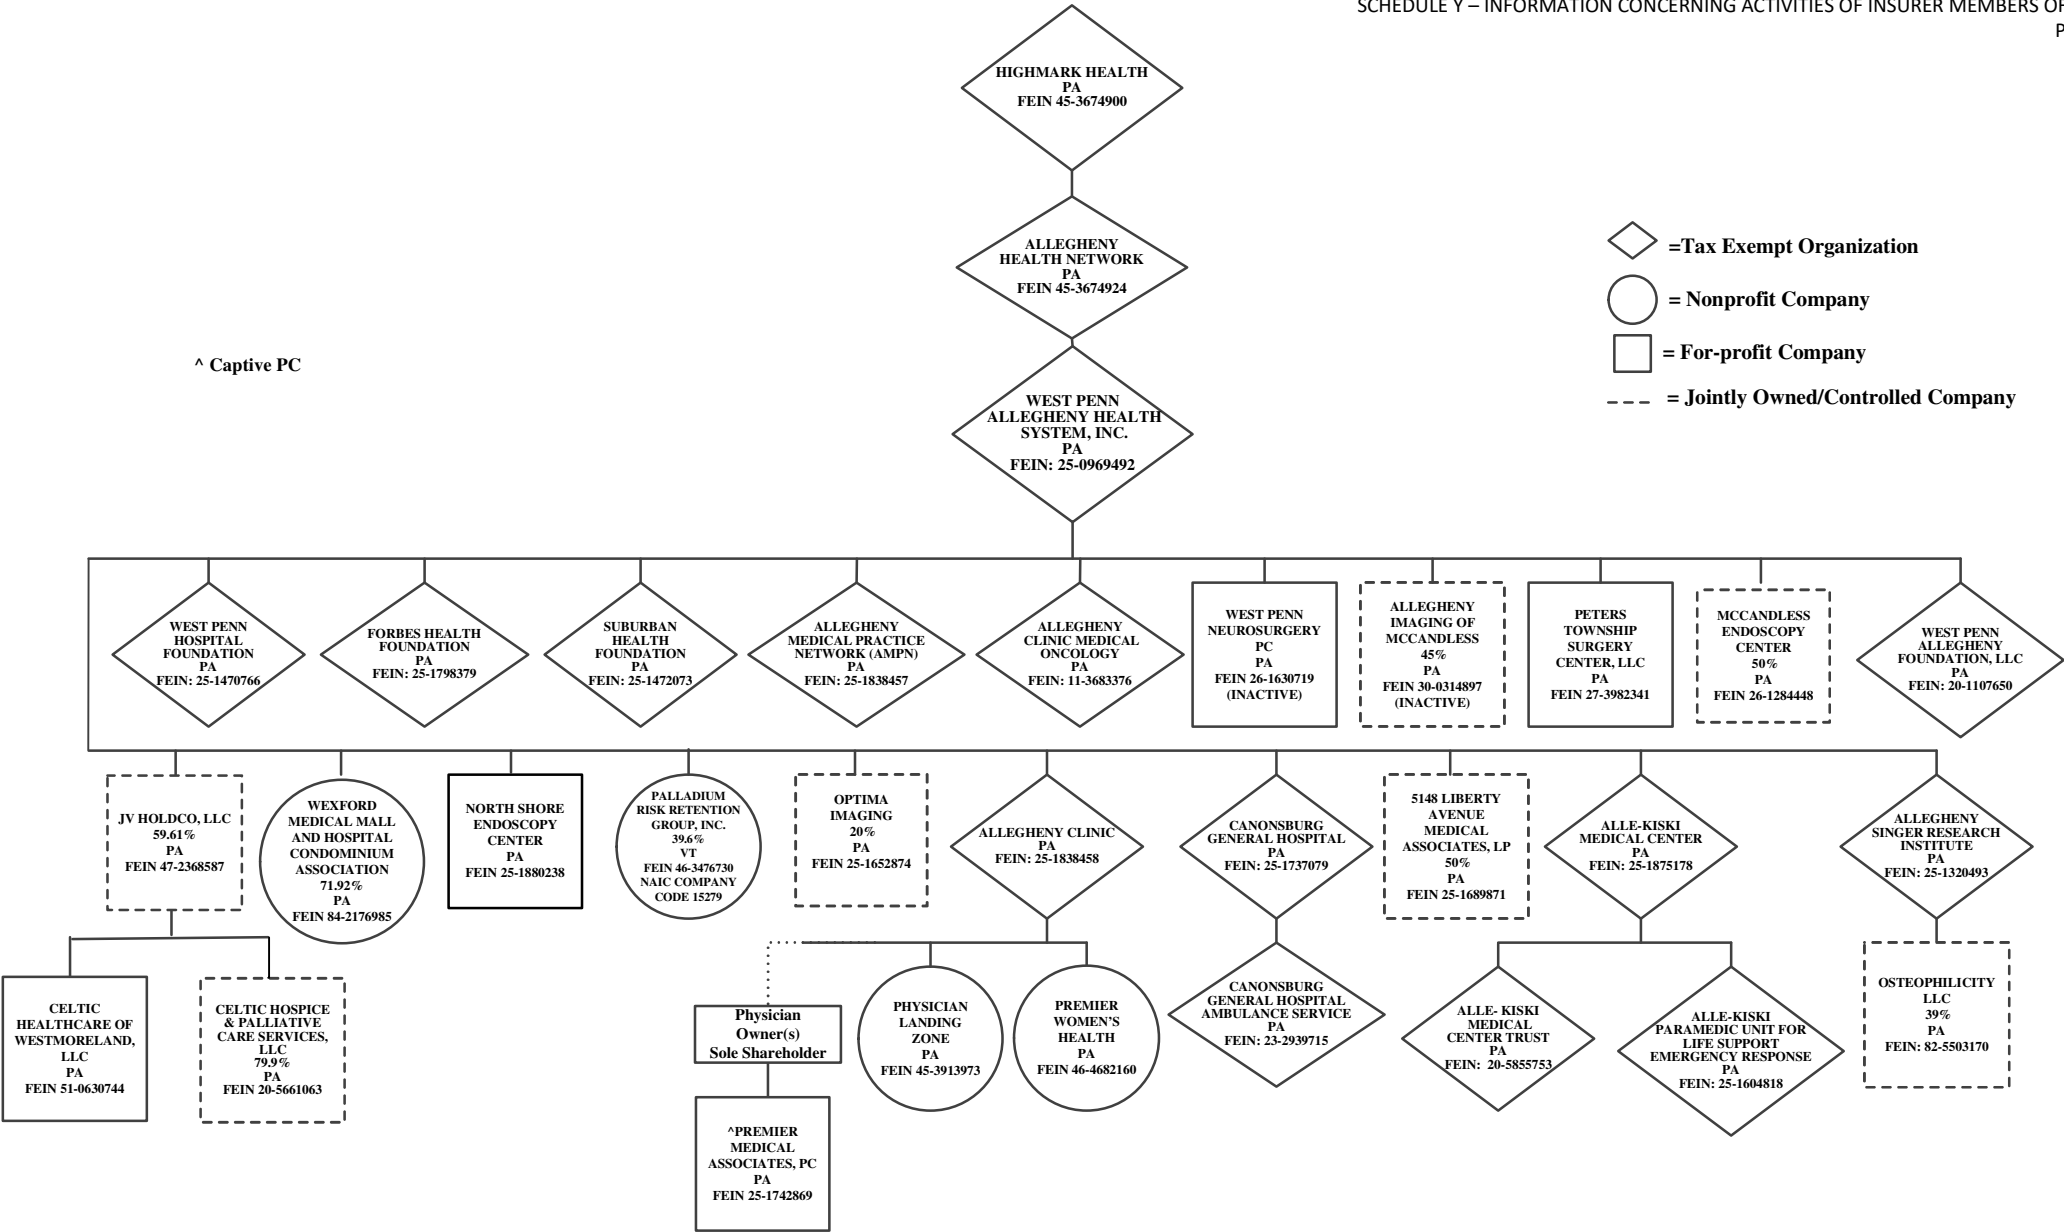 SCHEDULE Y – INFORMATION CONCERNING ACTIVITIES OF INSURER MEMBERS OF
P
HIGHMARK HEALTH
PA
FEIN 45-3674900
ALLEGHENY
HEALTH NETWORK
PA
FEIN 45-3674924
=Tax Exempt Organization
= Nonprofit Company
= For-profit Company
= Jointly Owned/Controlled Company
^ Captive PC
WEST PENN
ALLEGHENY HEALTH
SYSTEM, INC.
PA
FEIN: 25-0969492
WEST PENN
HOSPITAL
FOUNDATION
PA
FEIN: 25-1470766
FORBES HEALTH
FOUNDATION
PA
FEIN: 25-1798379
SUBURBAN
HEALTH
FOUNDATION
PA
FEIN: 25-1472073
ALLEGHENY
MEDICAL PRACTICE
NETWORK (AMPN)
PA
FEIN: 25-1838457
ALLEGHENY
CLINIC MEDICAL
ONCOLOGY
PA
FEIN: 11-3683376
WEST PENN
NEUROSURGERY
PC
PA
FEIN 26-1630719
(INACTIVE)
ALLEGHENY
IMAGING OF
MCCANDLESS
45%
PA
FEIN 30-0314897
(INACTIVE)
PETERS
TOWNSHIP
SURGERY
CENTER, LLC
PA
FEIN 27-3982341
MCCANDLESS
ENDOSCOPY
CENTER
50%
PA
FEIN 26-1284448
WEST PENN
ALLEGHENY
FOUNDATION, LLC
PA
FEIN: 20-1107650
JV HOLDCO, LLC
59.61%
PA
FEIN 47-2368587
WEXFORD
MEDICAL MALL
AND HOSPITAL
CONDOMINIUM
ASSOCIATION
71.92%
PA
FEIN 84-2176985
NORTH SHORE
ENDOSCOPY
CENTER
PA
FEIN 25-1880238
PALLADIUM
RISK RETENTION
GROUP, INC.
39.6%
VT
FEIN 46-3476730
NAIC COMPANY
CODE 15279
OPTIMA
IMAGING
20%
PA
FEIN 25-1652874
ALLEGHENY CLINIC
PA
FEIN: 25-1838458
CANONSBURG
GENERAL HOSPITAL
PA
FEIN: 25-1737079
5148 LIBERTY
AVENUE
MEDICAL
ASSOCIATES, LP
50%
PA
FEIN 25-1689871
ALLE-KISKI
MEDICAL CENTER
PA
FEIN: 25-1875178
ALLEGHENY
SINGER RESEARCH
INSTITUTE
PA
FEIN: 25-1320493
CELTIC
HEALTHCARE OF
WESTMORELAND,
LLC
PA
FEIN 51-0630744
CELTIC HOSPICE
& PALLIATIVE
CARE SERVICES,
LLC
79.9%
PA
FEIN 20-5661063
Physician
Owner(s)
Sole Shareholder
^PREMIER
MEDICAL
ASSOCIATES, PC
PA
FEIN 25-1742869
PHYSICIAN
LANDING
ZONE
PA
FEIN 45-3913973
PREMIER
WOMEN'S
HEALTH
PA
FEIN 46-4682160
CANONSBURG
GENERAL HOSPITAL
AMBULANCE SERVICE
PA
FEIN: 23-2939715
ALLE- KISKI
MEDICAL
CENTER TRUST
PA
FEIN: 20-5855753
ALLE-KISKI
PARAMEDIC UNIT FOR
LIFE SUPPORT
EMERGENCY RESPONSE
PA
FEIN: 25-1604818
OSTEOPHILICITY
LLC
39%
PA
FEIN: 82-5503170